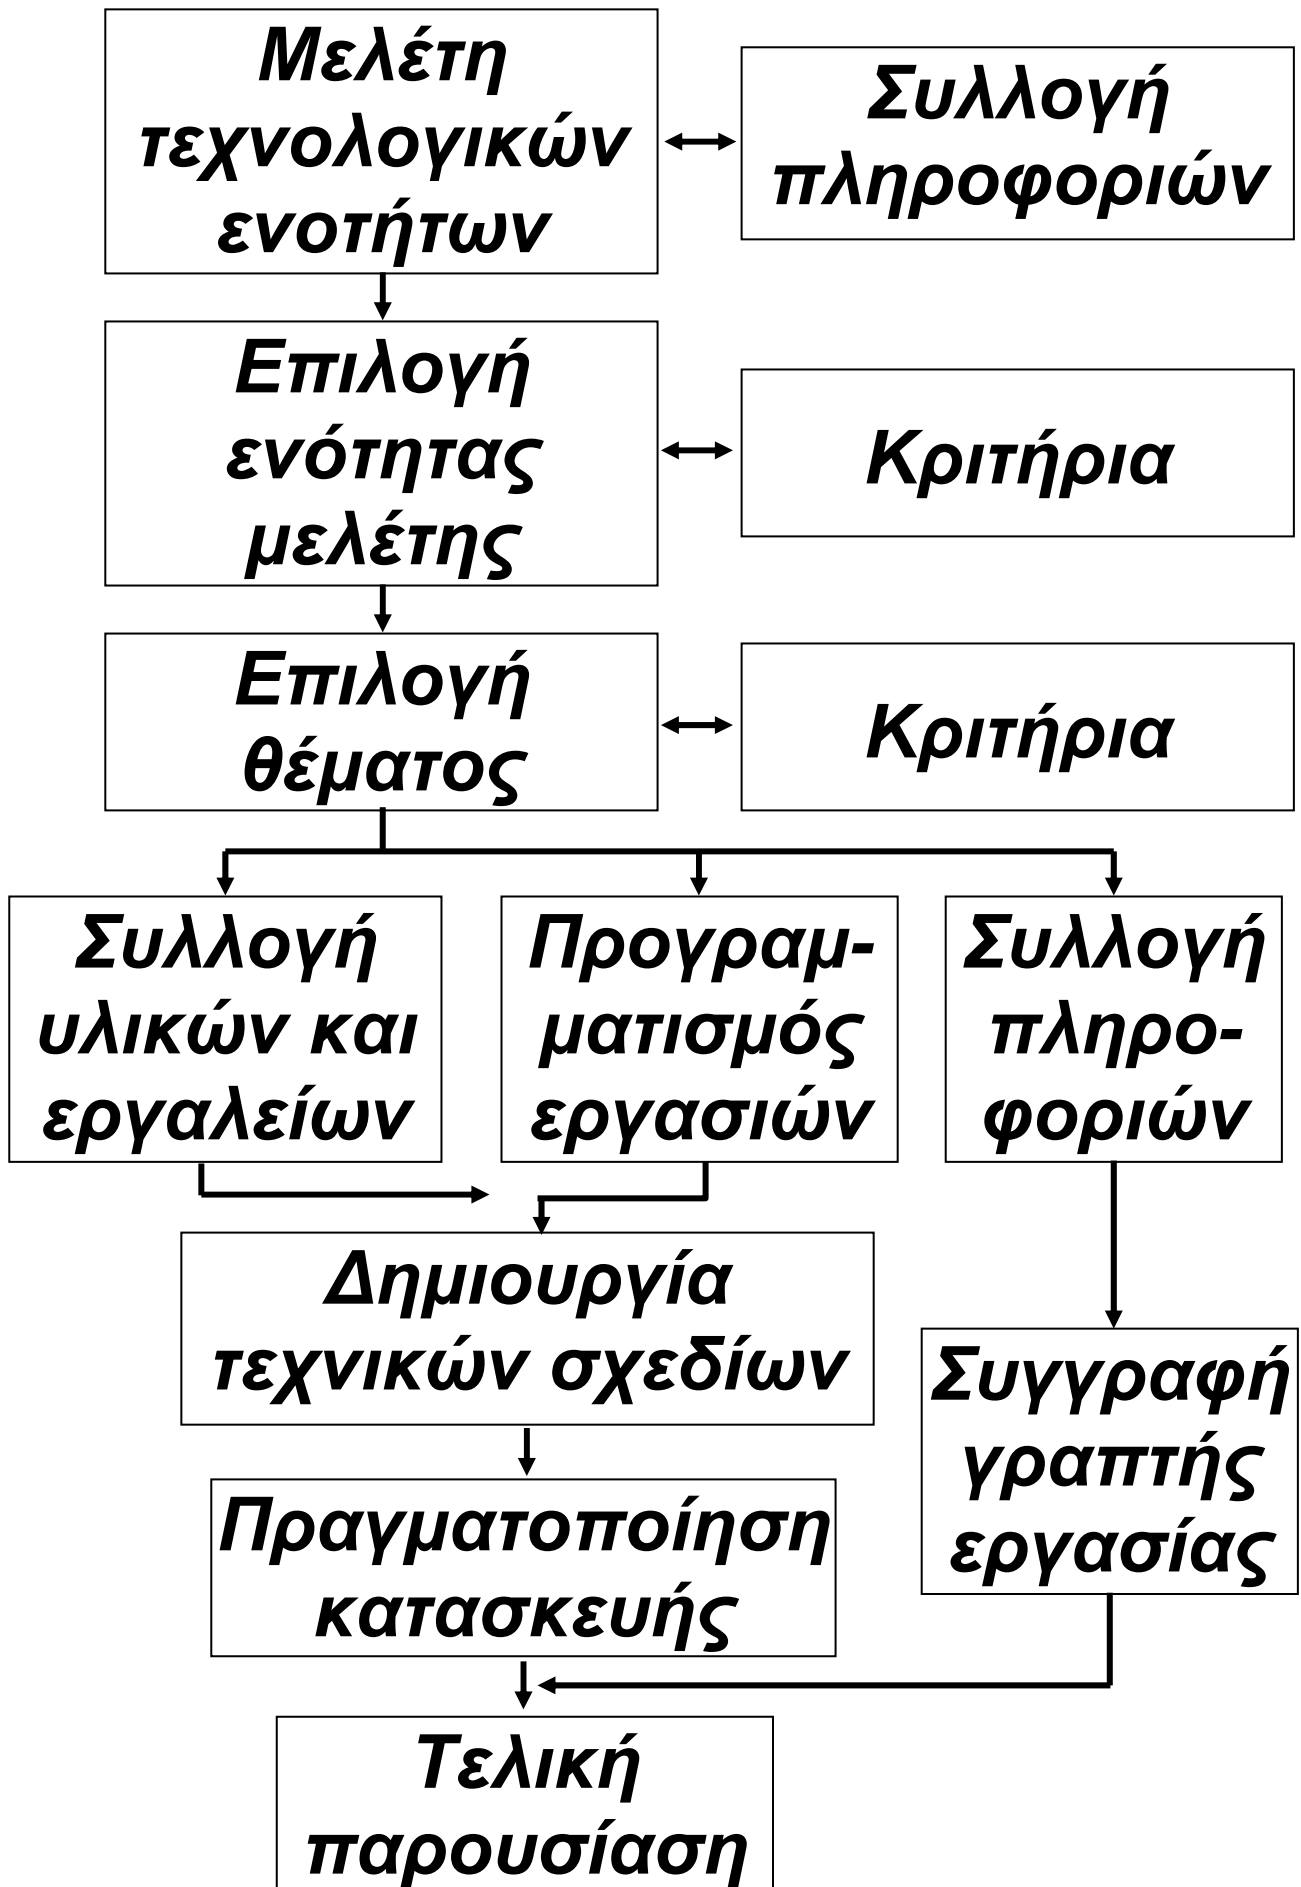 Μελέτη
τεχνολογικών
ενοτήτων
Συλλογή
πληροφοριών
Επιλογή
ενότητας
μελέτης
Κριτήρια
Επιλογή
θέματος
Κριτήρια
Συλλογή
υλικών και
εργαλείων
Προγραμ-
ματισμός
εργασιών
Συλλογή
πληρο-
φοριών
Δημιουργία
τεχνικών σχεδίων
Συγγραφή
γραπτής
εργασίας
Πραγματοποίηση
κατασκευής
Τελική
παρουσίαση